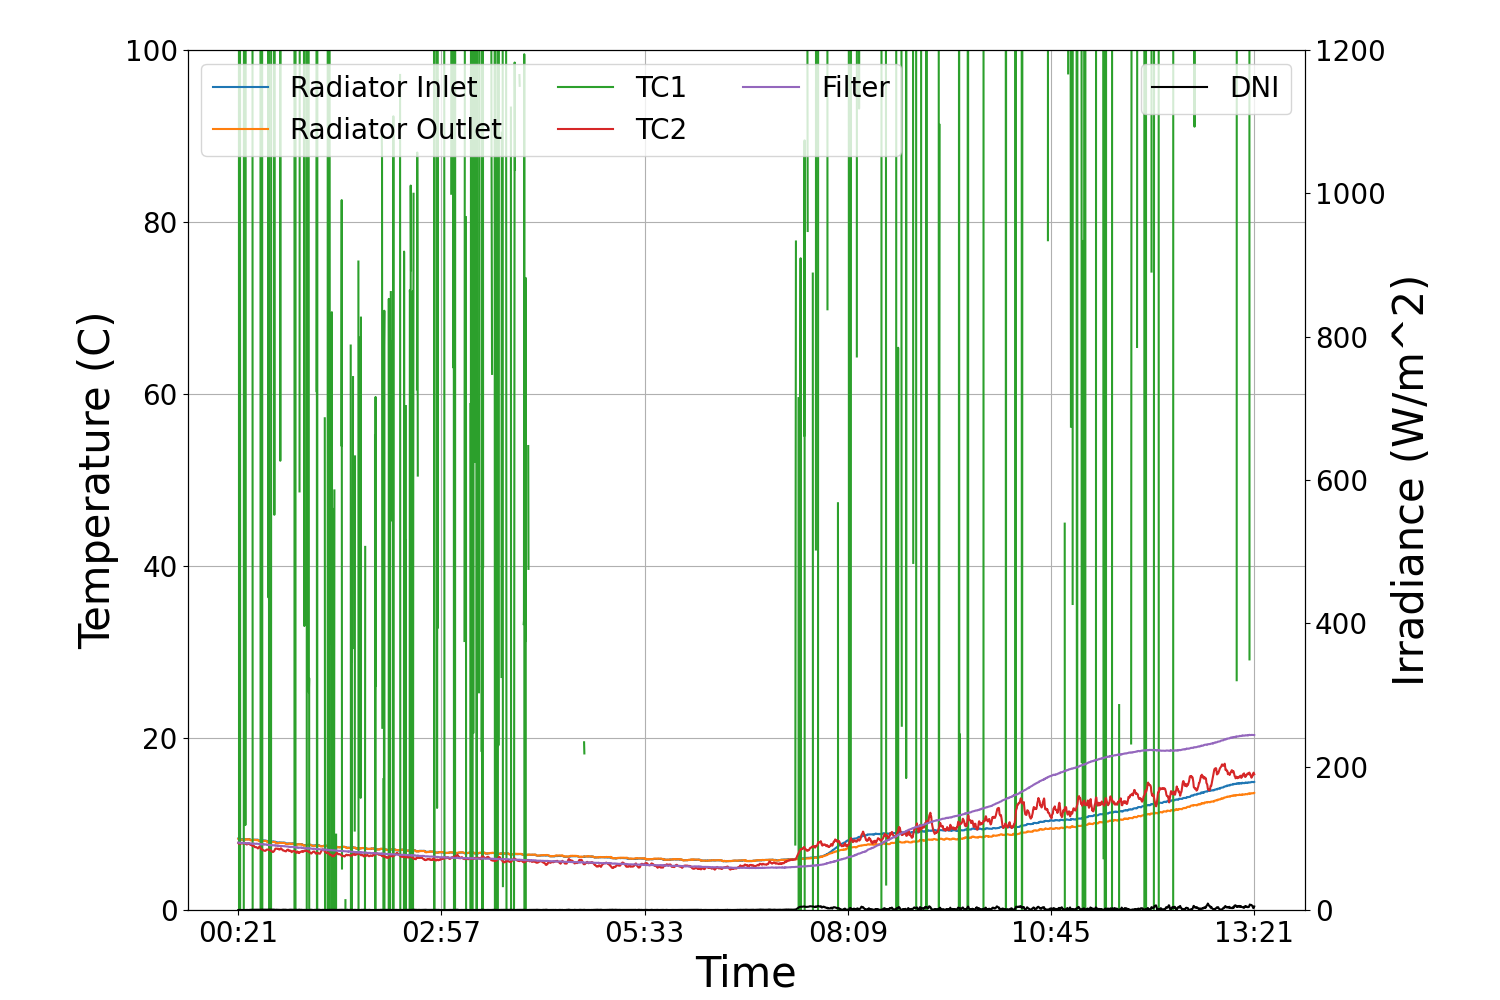 100
80
60
40
20
0
Temperature (C)
Radiator Inlet
Radiator Outlet
TC1
TC2
Filter
DNI
1200
1000
800
600
400
200
0
Irradiance (W/m^2)
00:21 02:57 05:33 08:09 10:45 13:21
Time